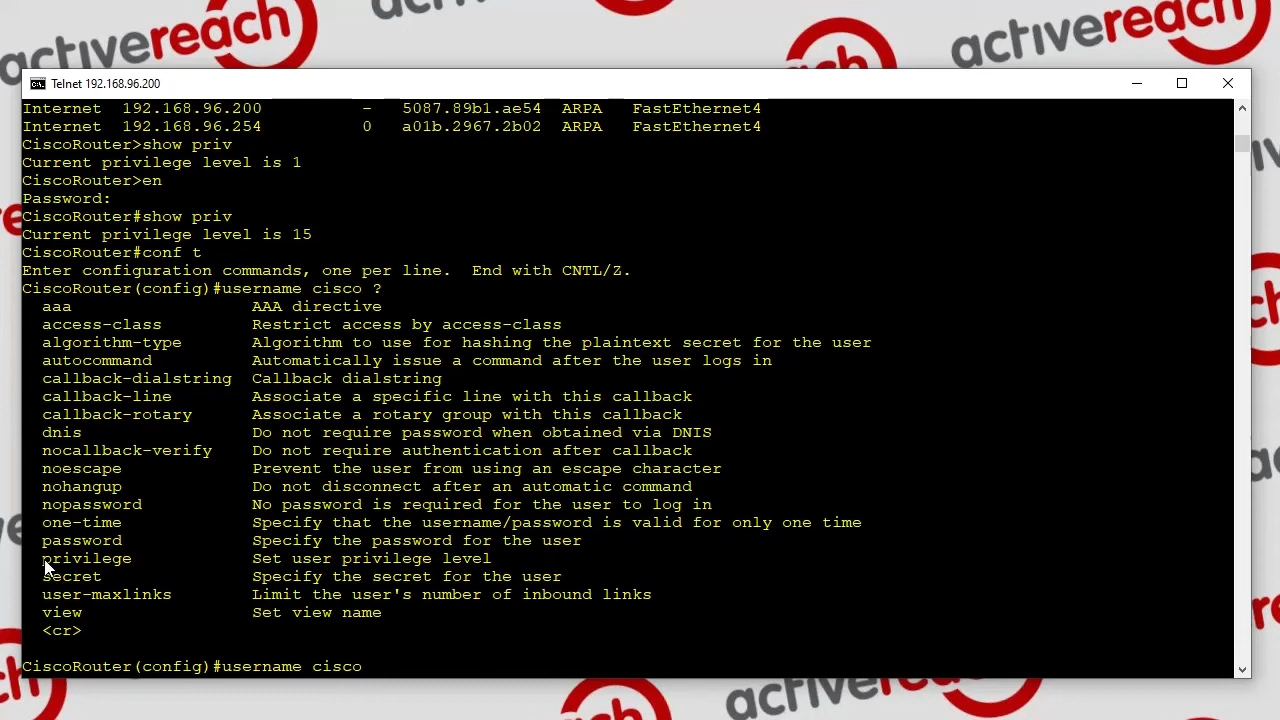 activereach
activereach
Telnet 192.168.96.200
Internet  192.168.96.200          -   5087.89b1.ae54  ARPA   FastEthernet4
Internet  192.168.96.254          0   a01b.2967.2b02  ARPA   FastEthernet4
CiscoRouter>show priv
Current privilege level is 1
CiscoRouter>en
Password:
CiscoRouter#show priv
Current privilege level is 15
CiscoRouter#conf t
Enter configuration commands, one per line.  End with CNTL/Z.
CiscoRouter(config)#username cisco ?
  aaa                  AAA directive
  access-class         Restrict access by access-class
  algorithm-type       Algorithm to use for hashing the plaintext secret for the user
  autocommand          Automatically issue a command after the user logs in
  callback-dialstring  Callback dialstring
  callback-line        Associate a specific line with this callback
  callback-rotary      Associate a rotary group with this callback
  dnis                 Do not require password when obtained via DNIS
  nocallback-verify    Do not require authentication after callback
  noescape             Prevent the user from using an escape character
  nohangup             Do not disconnect after an automatic command
  nopassword           No password is required for the user to log in
  one-time             Specify that the username/password is valid for only one time
  password             Specify the password for the user
  privilege            Set user privilege level
  secret               Specify the secret for the user
  user-maxlinks        Limit the user's number of inbound links
  view                 Set view name
  <cr>
CiscoRouter(config)#username cisco
activereach